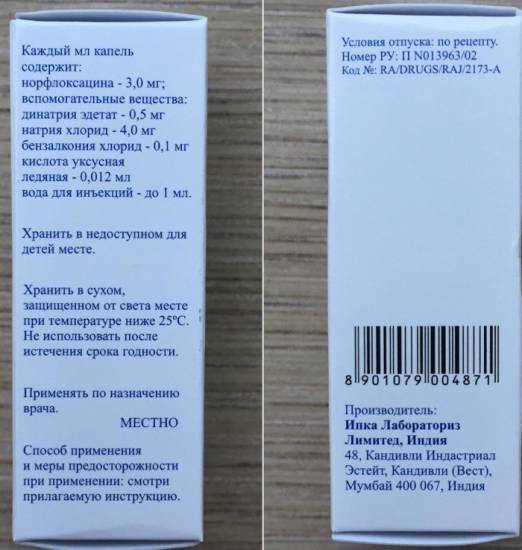 Каждый мл капель
содержит:
норфлоксацина - 3,0 мг;
вспомогательные вещества:
динатрия эдетат - 0,5 мг
натрия хлорид - 4,0 мг
бензалкония хлорид - 0,1 мг
кислота уксусная
ледяная - 0,012 мл
вода для инъекций - до 1 мл.
Хранить в недоступном для
детей месте.
Хранить в сухом,
защищенном от света месте
при температуре ниже 25°С.
Не использовать после
истечения срока годности.
Применять по назначению
врача.
МЕСТНО
Способ применения
и меры предосторожности
при применении: смотри
прилагаемую инструкцию.
Условия отпуска: по рецепту.
Номер РУ: П N013963/02
Код №: RA/DRUGS/RAJ/2173-A
8 901079 004871
Производитель:
Ипка Лабораториз
Лимитед, Индия
48, Кандивли Индастриал
Эстейт, Кандивли (Вест),
Мумбай 400 067, Индия